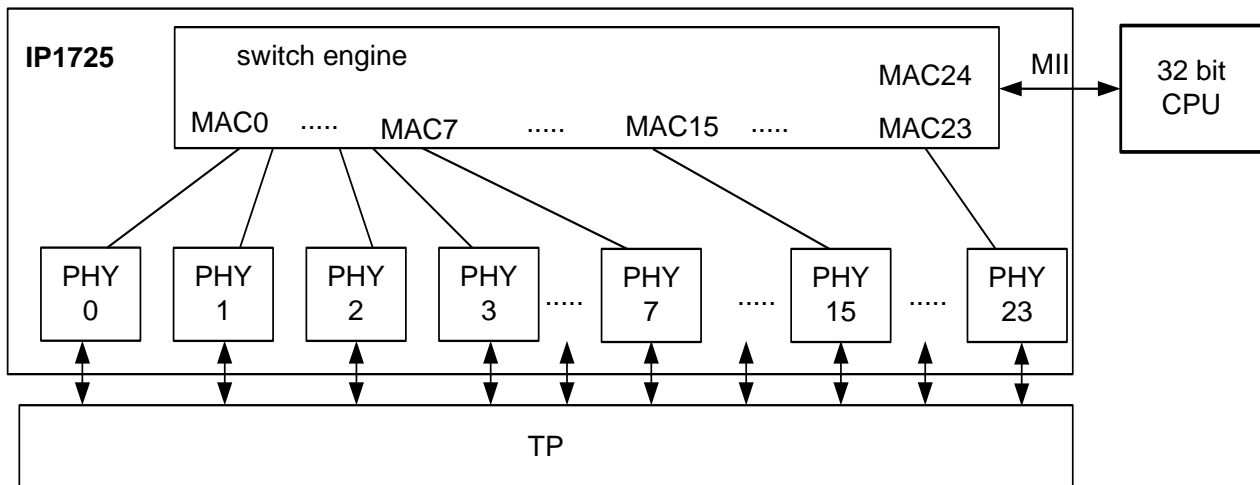 IP1725
switch engine
MAC24
MII
32 bit
CPU
MAC0 ..... MAC7 ..... MAC15 ..... MAC23
PHY
0
PHY
1
PHY
2
PHY
3
.....
PHY
7
.....
PHY
15
.....
PHY
23
TP